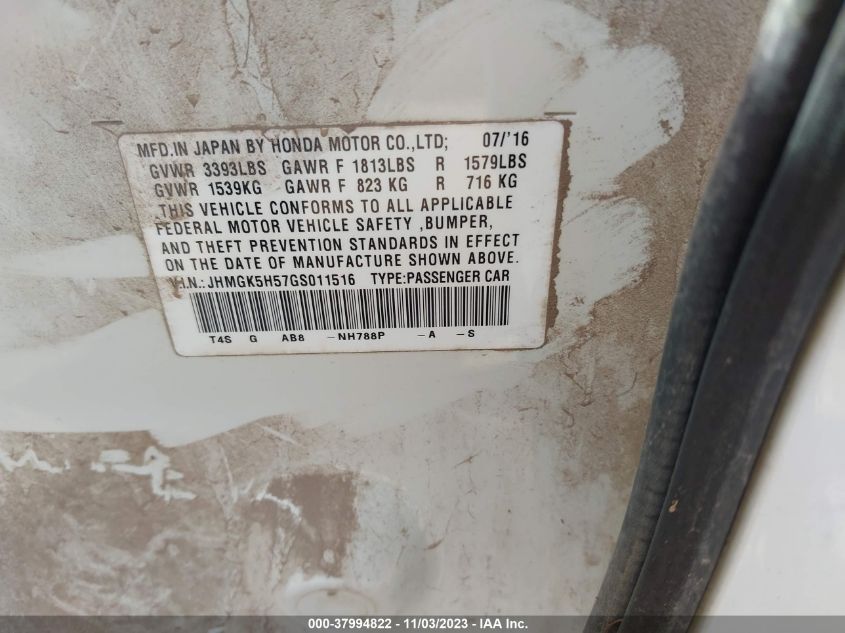 MFD.IN JAPAN BY HONDA MOTOR CO.,LTD; 07/'16
GVWR 3393LBS GAWR F 1813LBS R 1579LBS
GVWR 1539KG GAWR F 823 KG R 716 KG
THIS VEHICLE CONFORMS TO ALL APPLICABLE
FEDERAL MOTOR VEHICLE SAFETY ,BUMPER,
AND THEFT PREVENTION STANDARDS IN EFFECT
ON THE DATE OF MANUFACTURE SHOWN ABOVE.
V.I.N.: JHMGK5H57GS011516 TYPE:PASSENGER CAR
T4S G AB8 -NH788P -A -S
000-37994822 - 11/03/2023 - IAA Inc.